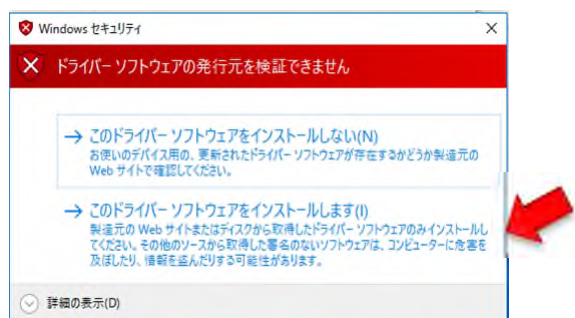 Windows セキュリティ
ドライバー ソフトウェアの発行元を検証できません
このドライバー ソフトウェアをインストールしない(N)
お使いのデバイス用の、更新されたドライバー ソフトウェアが存在するかどうか製造元の
Web サイトで確認してください。
このドライバー ソフトウェアをインストールします(I)
製造元の Web サイトまたはディスクから取得したドライバー ソフトウェアのみインストールし
てください。その他のソースから取得した署名のないソフトウェアは、コンピューターに危害を
及ぼしたり、情報を盗んだりする可能性があります。
詳細の表示(D)